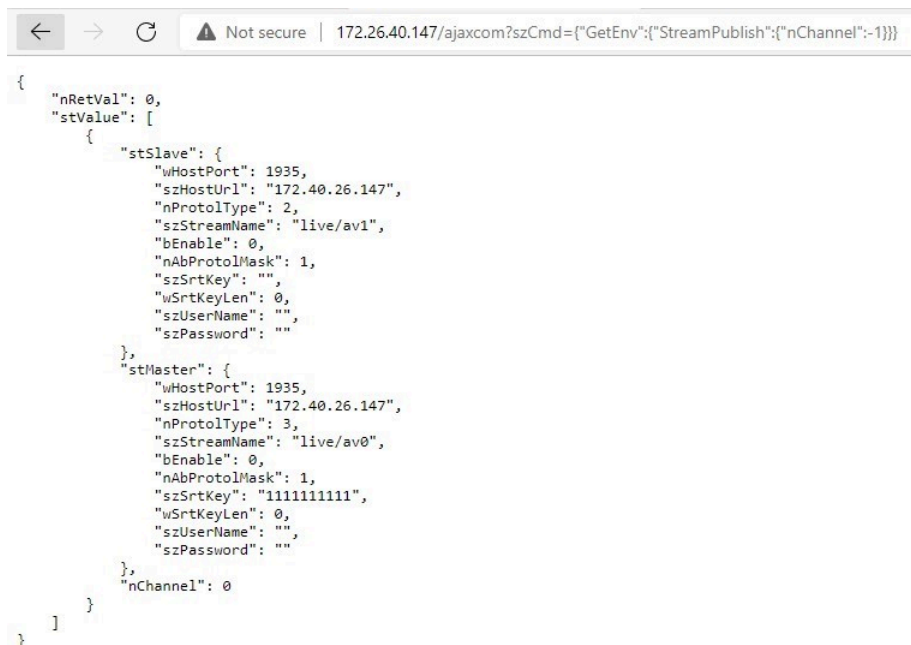 Not secure | 172.26.40.147/ajaxcom?szCmd={"GetEnv":{"StreamPublish":{"nChannel":-1}}}
{
"nRetVal": 0,
"stValue": [
{
"stSlave": {
"wHostPort": 1935,
"szHostUrl": "172.40.26.147",
"nProtolType": 2,
"szStreamName": "live/av1",
"bEnable": 0,
"nAbProtolMask": 1,
"szSrtKey": "",
"wSrtKeyLen": 0,
"szUserName": "",
"szPassword": ""
},
"stMaster": {
"wHostPort": 1935,
"szHostUrl": "172.40.26.147",
"nProtolType": 3,
"szStreamName": "live/av0",
"bEnable": 0,
"nAbProtolMask": 1,
"szSrtKey": "1111111111",
"wSrtKeyLen": 0,
"szUserName": "",
"szPassword": ""
},
"nChannel": 0
}
]
}